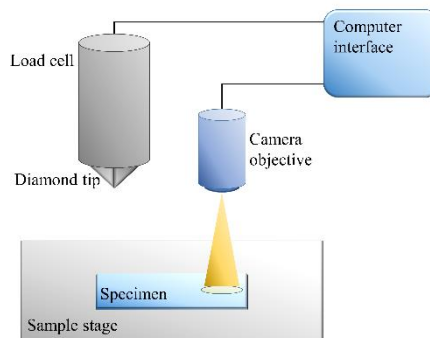 Computer
interface
Load cell
Camera
objective
Diamond tip
Specimen
Sample stage